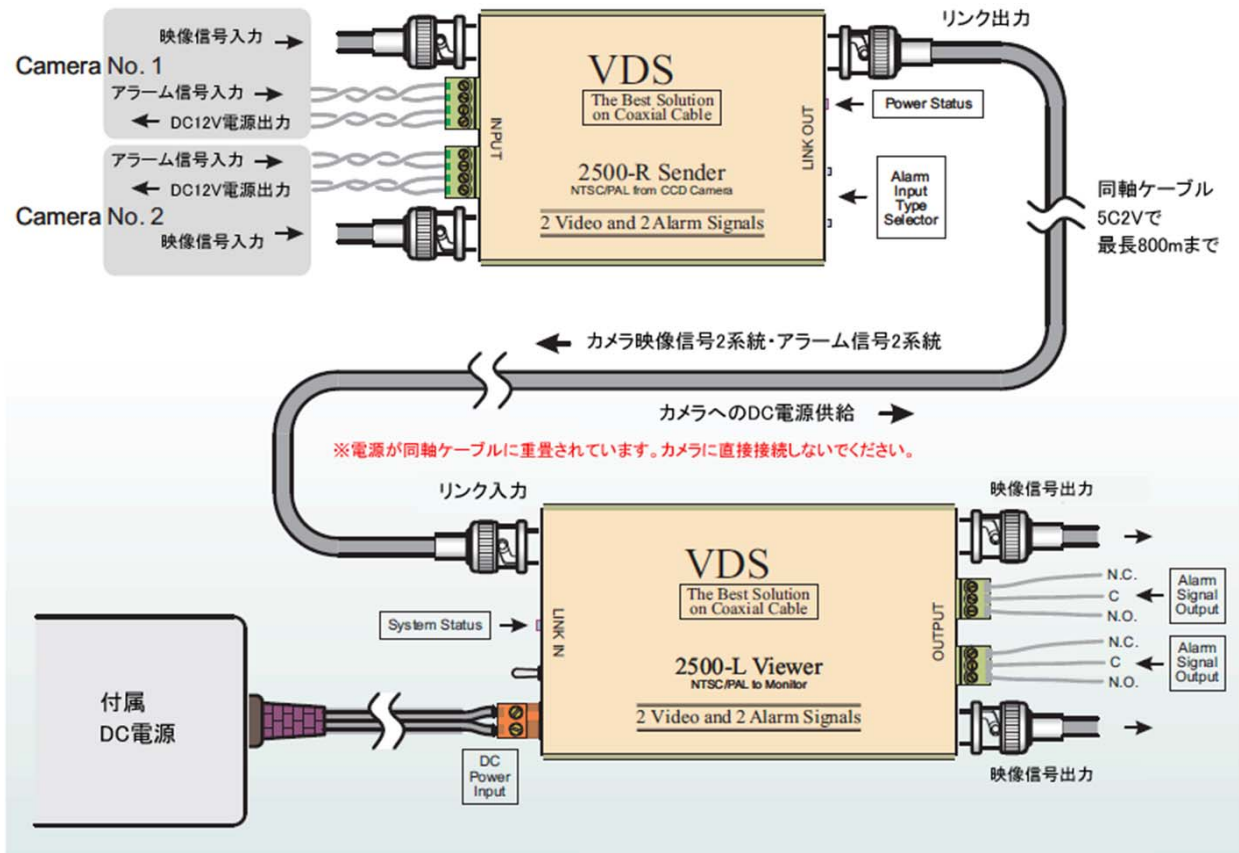 映像信号入力
Camera No. 1
アラーム信号入力
DC12V電源出力
アラーム信号入力
DC12V電源出力
Camera No. 2
映像信号入力
INPUT
VDS
The Best Solution
on Coaxial Cable
2500-R Sender
NTSC/PAL from CCD Camera
2 Video and 2 Alarm Signals
LINK OUT
リンク出力
Power Status
Alarm
Input
Type
Selector
同軸ケーブル
5C2Vで
最長800mまで
カメラ映像信号2系統・アラーム信号2系統
カメラへのDC電源供給
※電源が同軸ケーブルに重畳されています。カメラに直接接続しないでください。
リンク入力
System Status
LINK IN
付属
DC電源
DC
Power
Input
VDS
The Best Solution
on Coaxial Cable
2500-L Viewer
NTSC/PAL to Monitor
2 Video and 2 Alarm Signals
OUTPUT
映像信号出力
N.C.
C
N.O.
Alarm
Signal
Output
N.C.
C
N.O.
Alarm
Signal
Output
映像信号出力